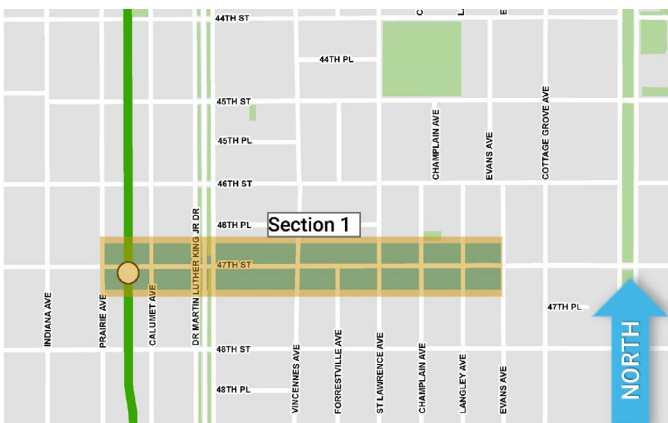 44TH ST
44TH PL
45TH ST
45TH PL
46TH ST
46TH PL
Section 1
47TH ST
47TH PL
48TH ST
48TH PL
CHAMPLAIN AVE
EVANS AVE
COTTAGE GROVE AVE
INDIANA AVE
PRAIRIE AVE
CALUMET AVE
DR MARTIN LUTHER KING JR DR
VINCENNES AVE
FORRESTVILLE AVE
ST LAWRENCE AVE
CHAMPLAIN AVE
LANGLEY AVE
EVANS AVE
NORTH